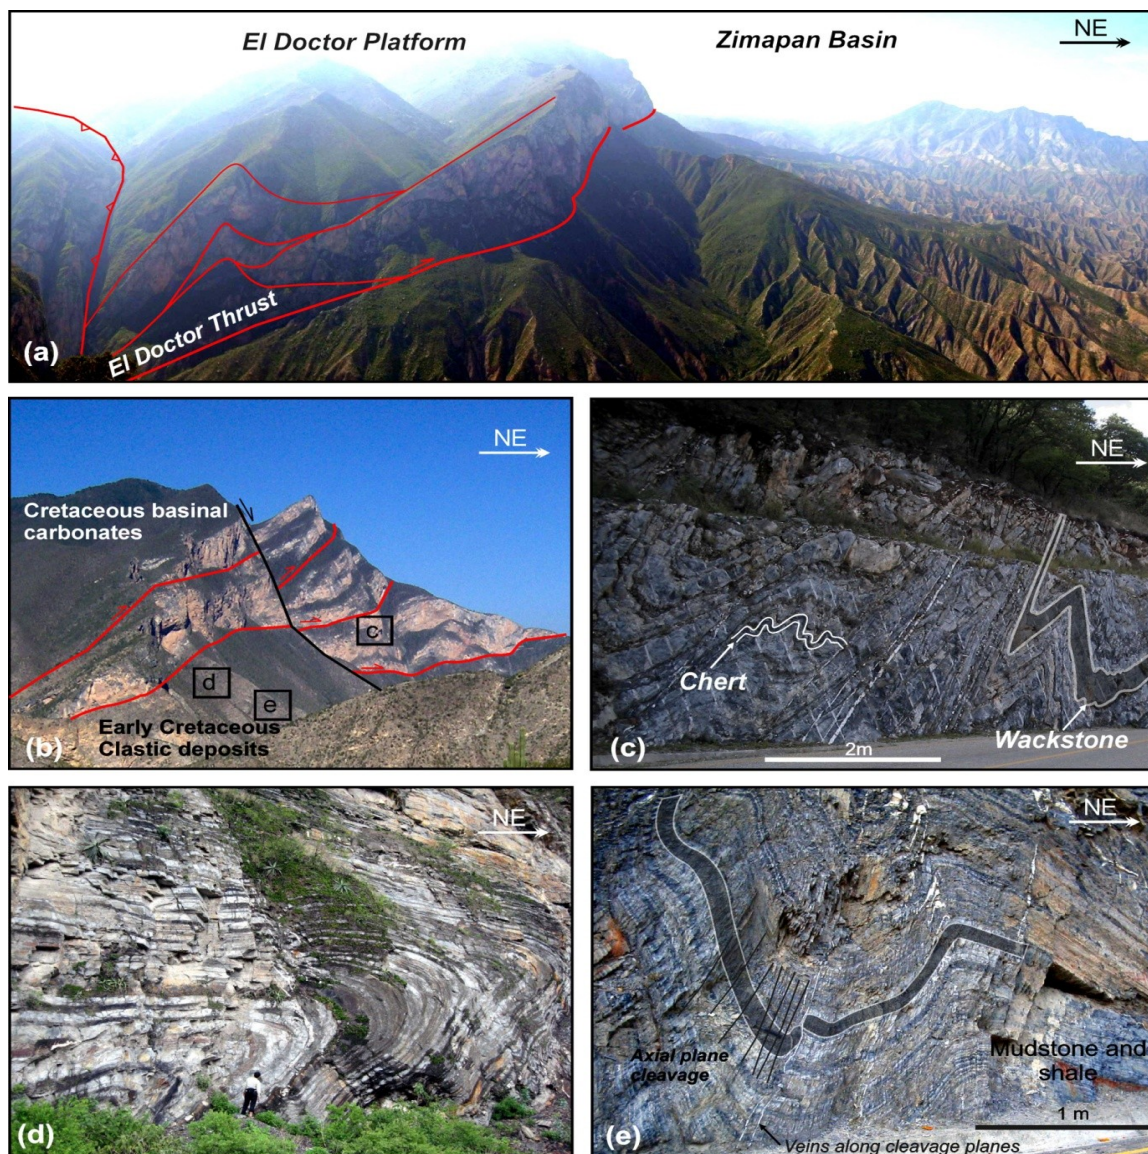 El Doctor Platform
Zimapan Basin
NE
El Doctor Thrust
(a)
NE
Cretaceous basinal
carbonates
c
d
e
Early Cretaceous
Clastic deposits
(b)
NE
Chert
Wackstone
2m
(c)
NE
(d)
NE
Axial plane
cleavage
Mudstone and
shale
1 m
Veins along cleavage planes
(e)